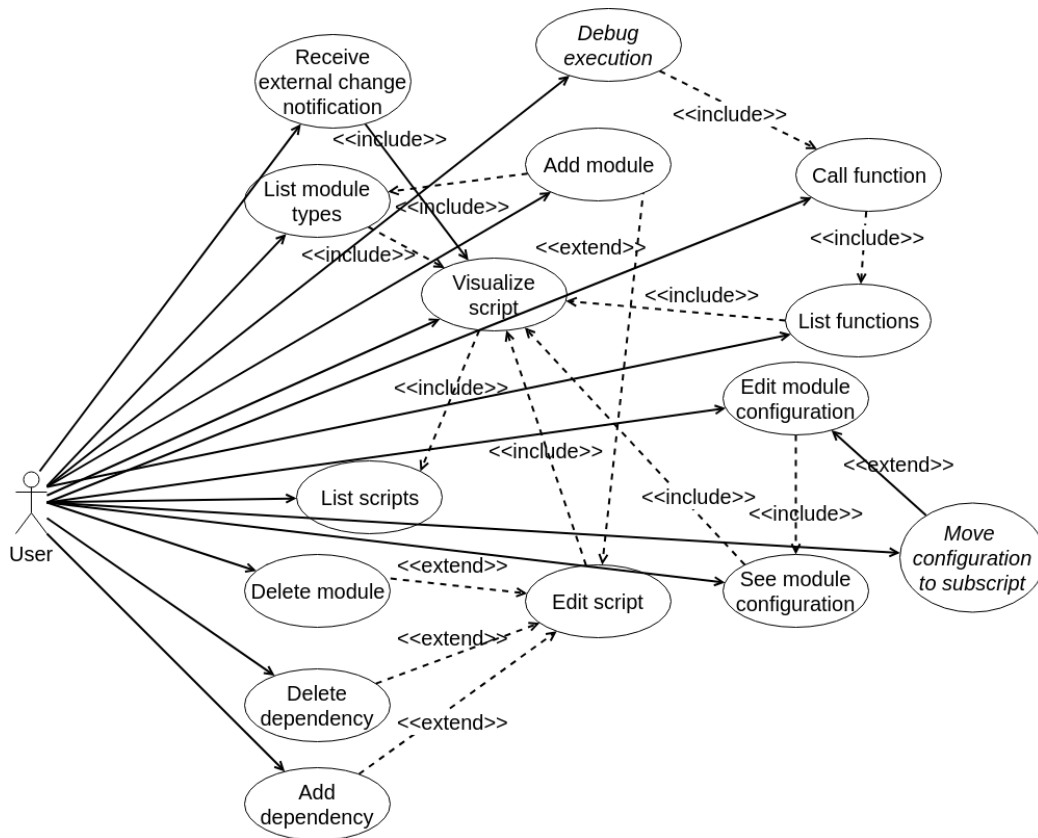 Debug
execution
Receive
external change
notification
<<include>>
<<include>>
Add module
Call function
List module
types
<<include>>
<<extend>>
<<include>>
<<include>>
Visualize
script
<<include>>
List functions
<<include>>
Edit module
configuration
<<include>>
<<extend>>
List scripts
<<include>>
<<include>>
User
Move
configuration
to subscript
<<extend>>
Delete module
Edit script
See module
configuration
<<extend>>
Delete
dependency
<<extend>>
Add
dependency